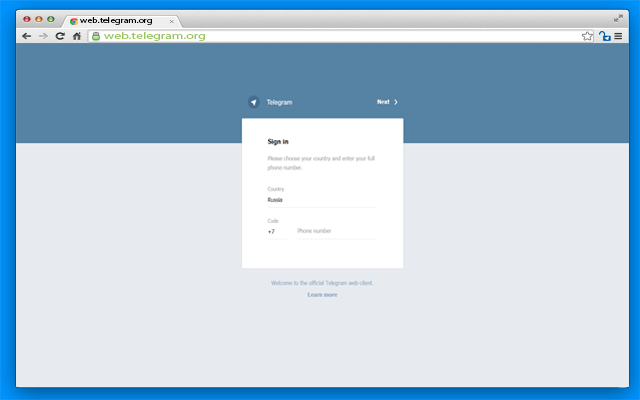 web.telegram.org
web.telegram.org
Telegram
Next
Sign in
Please choose your country and enter your full
phone number.
Country
Russia
Code
+7 Phone number
Welcome to the official Telegram web-client.
Learn more